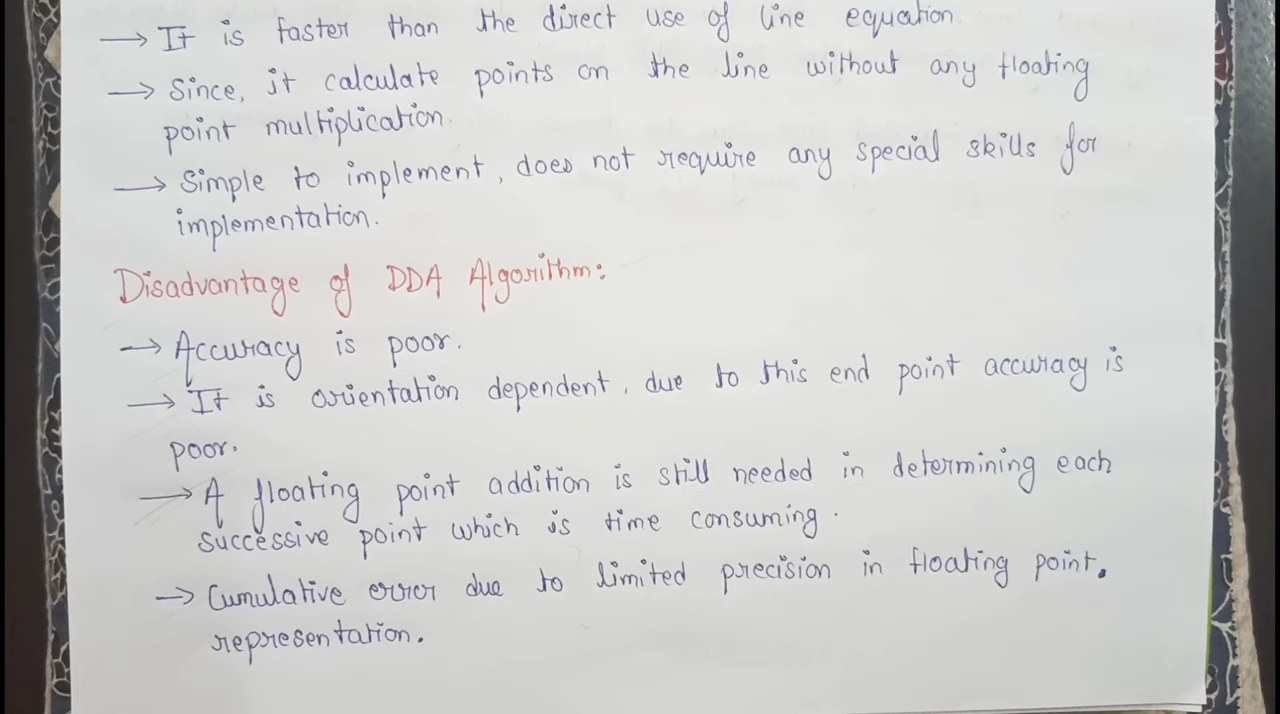 → It is faster than the direct use of line equation.
→ Since, it calculate points on the line without any floating
point multiplication.
→ Simple to implement, does not require any special skills for
implementation.
Disadvantage of DDA Algorithm:
→ Accuracy is poor.
→ It is orientation dependent, due to this end point accuracy is
poor.
→ A floating point addition is still needed in determining each
successive point which is time consuming.
→ Cumulative error due to limited precision in floating point.
representation.